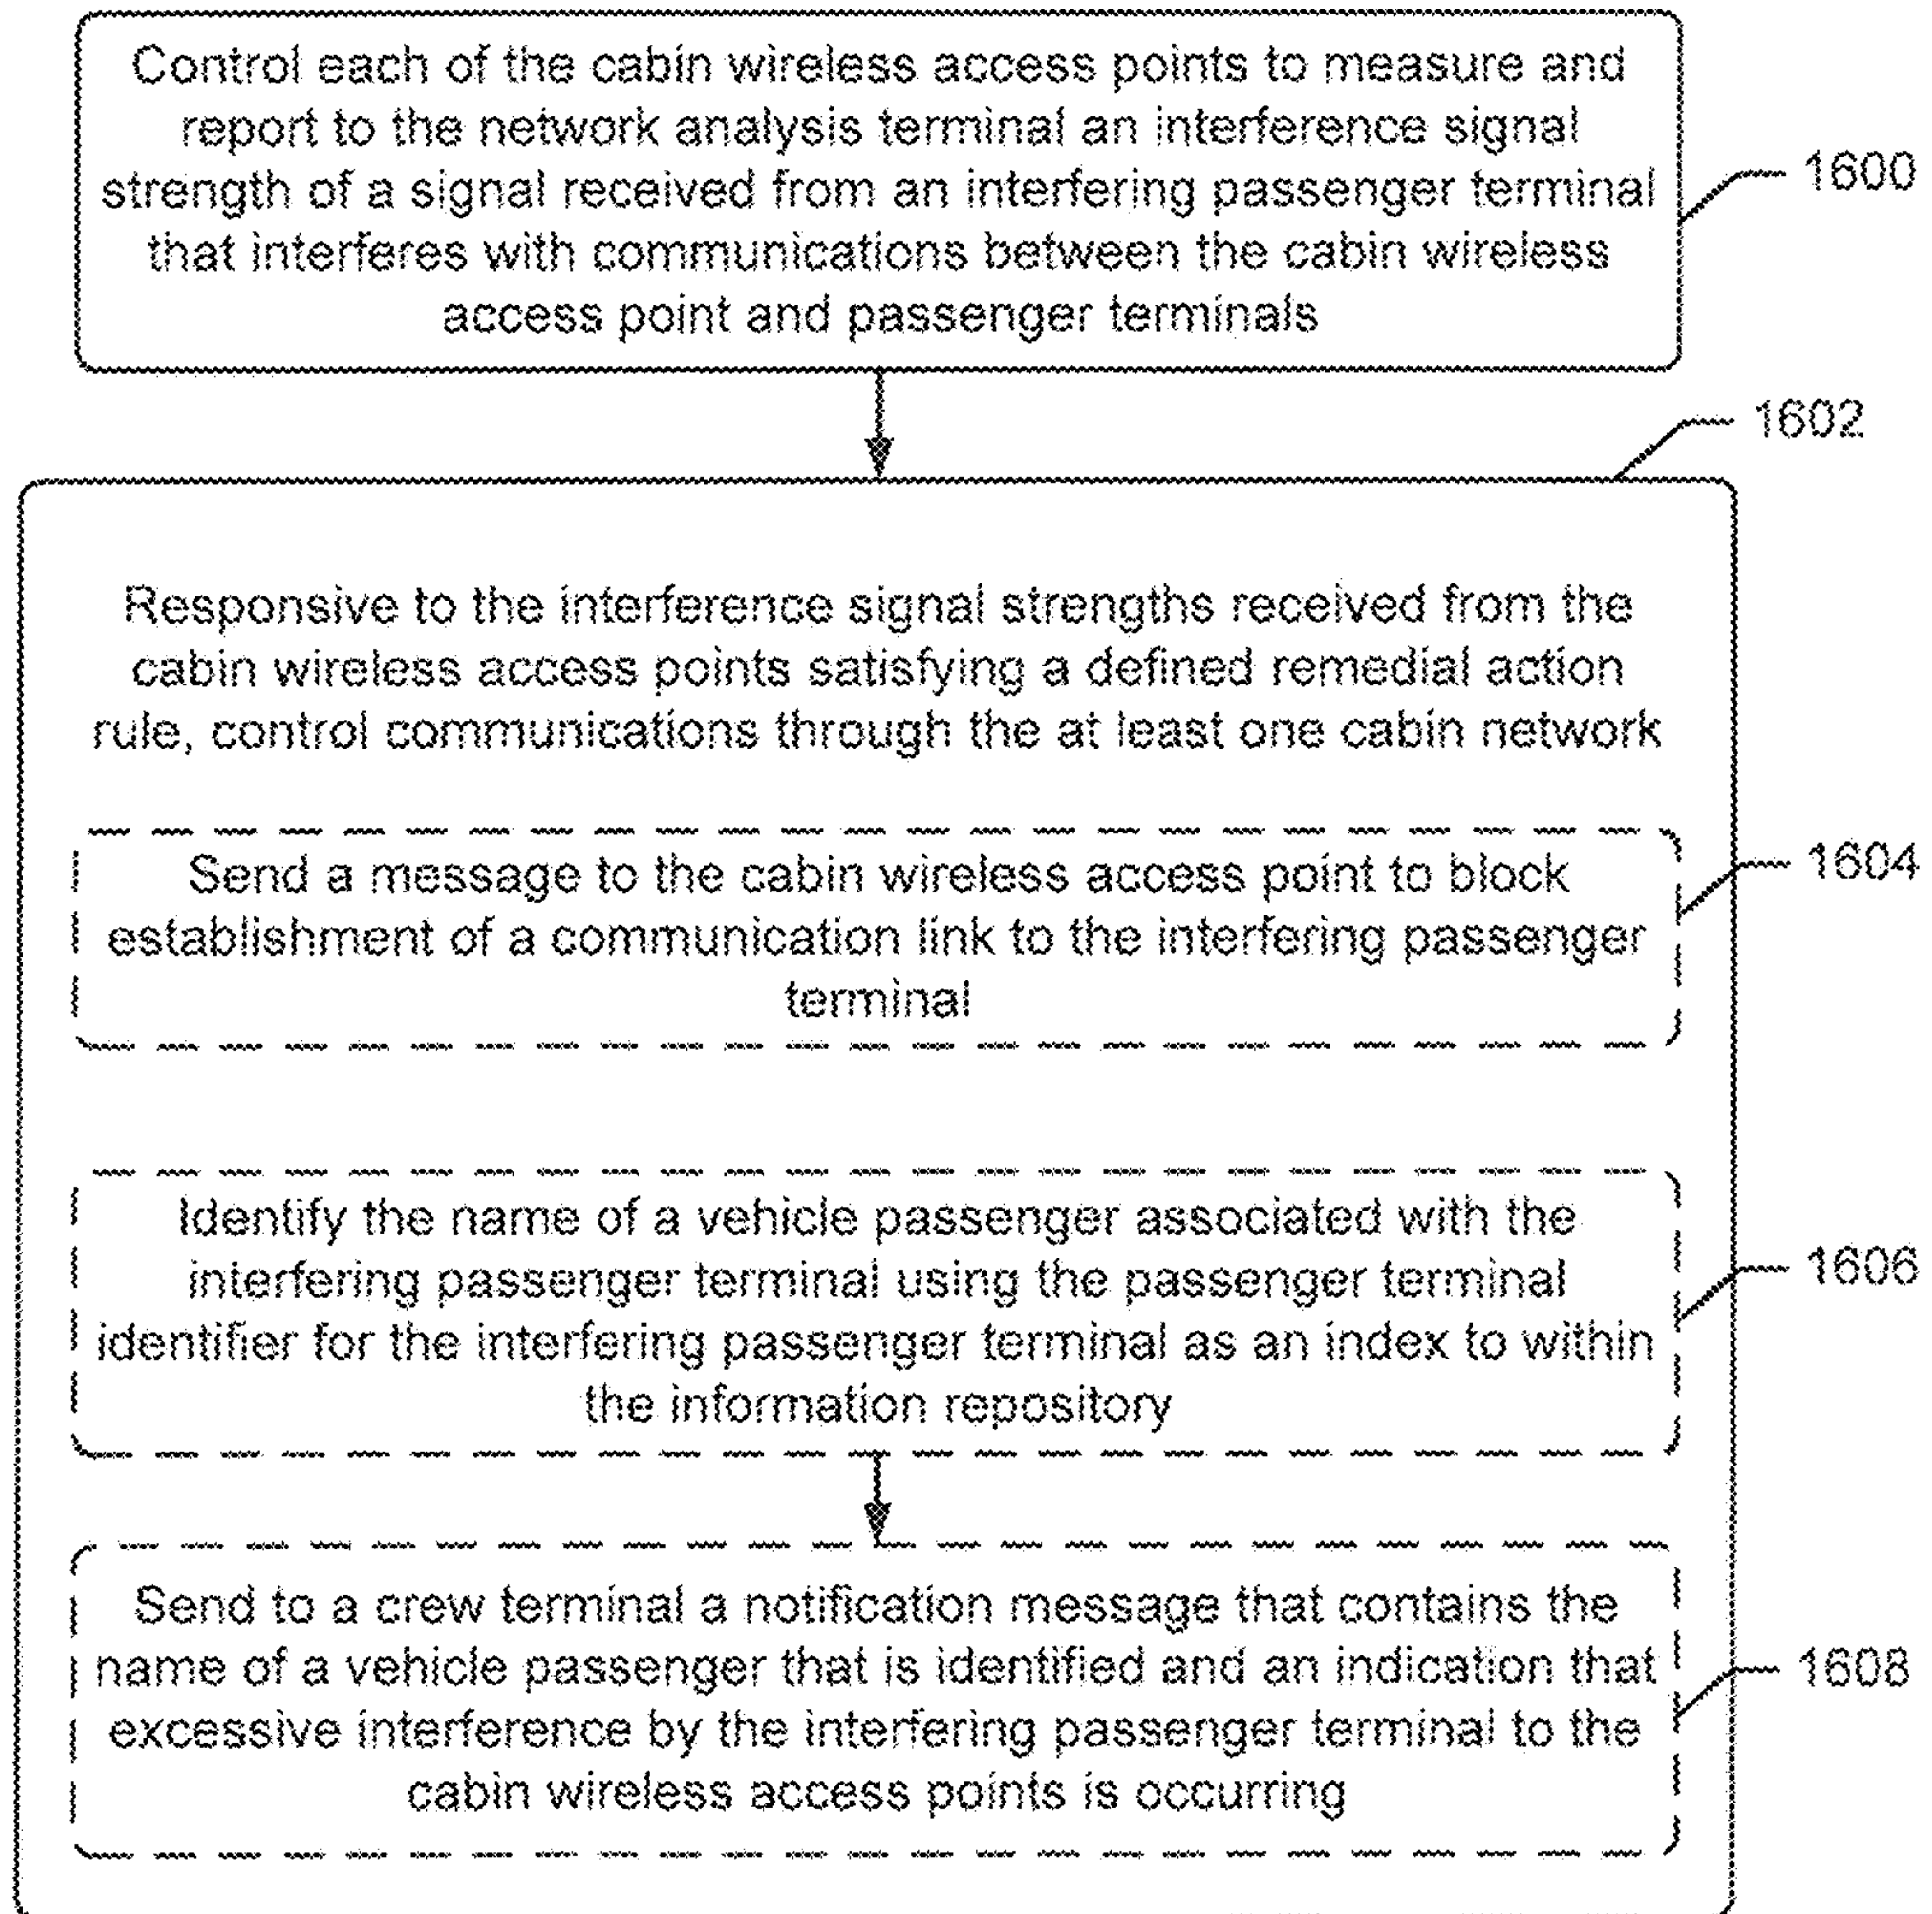 Control each of the cabin wireless access points to measure and
report to the network analysis terminal an interference signal
strength of a signal received from an interfering passenger terminal
that interferes with communications between the cabin wireless
access point and passenger terminals
1600
1602
Responsive to the interference signal strengths received from the
cabin wireless access points satisfying a defined remedial action
rule, control communications through the at least one cabin network
Send a message to the cabin wireless access point to block
establishment of a communication link to the interfering passenger
terminal
1604
Identify the name of a vehicle passenger associated with the
interfering passenger terminal using the passenger terminal
identifier for the interfering passenger terminal as an index to within
the information repository
1606
Send to a crew terminal a notification message that contains the
name of a vehicle passenger that is identified and an indication that
excessive interference by the interfering passenger terminal to the
cabin wireless access points is occurring
1608